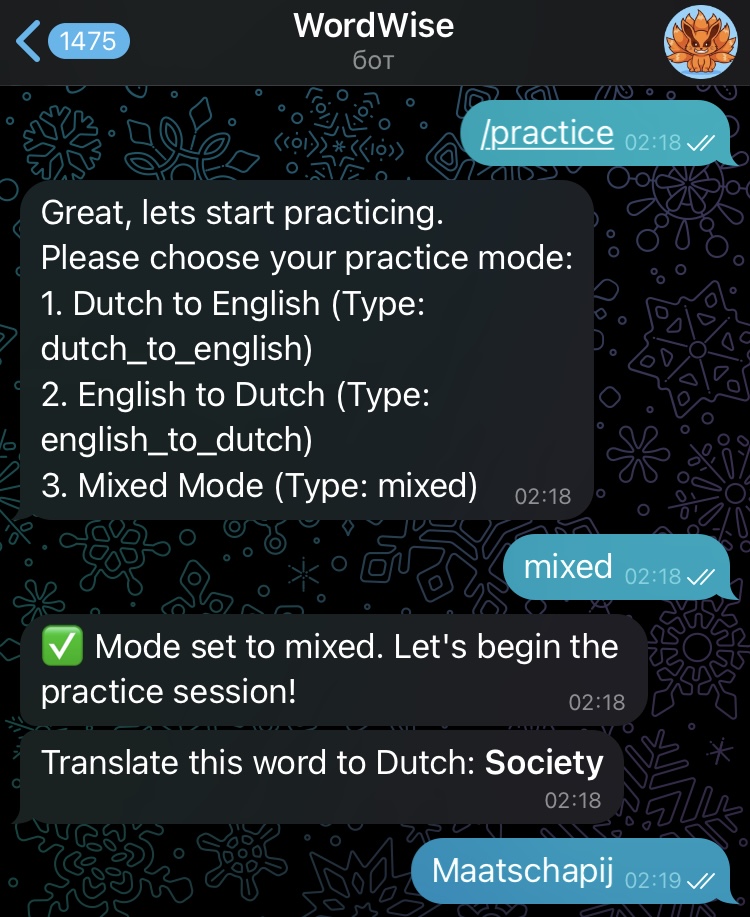 1475
WordWise
бот
/practice 02:18
Great, lets start practicing.
Please choose your practice mode:
1. Dutch to English (Type:
dutch_to_english)
2. English to Dutch (Type:
english_to_dutch)
3. Mixed Mode (Type: mixed) 02:18
mixed 02:18
✅ Mode set to mixed. Let's begin the
practice session! 02:18
Translate this word to Dutch: Society
02:18
Maatschapij 02:19